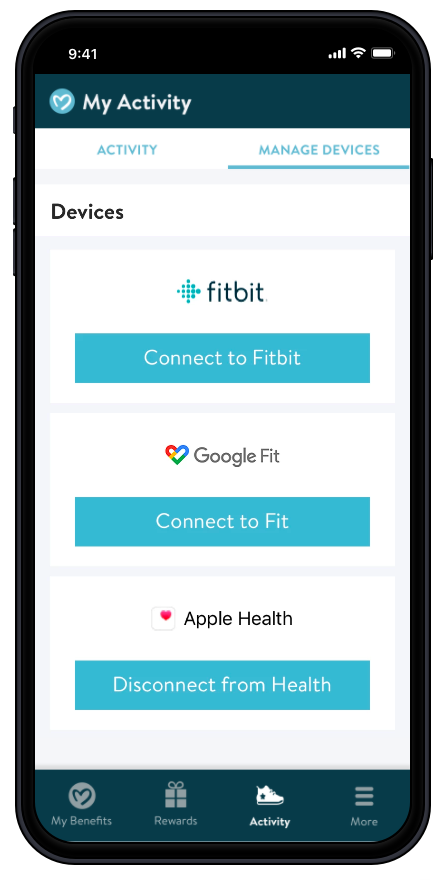 9:41
My Activity
ACTIVITY MANAGE DEVICES
Devices
fitbit
Connect to Fitbit
Google Fit
Connect to Fit
Apple Health
Disconnect from Health
My Benefits Rewards Activity More